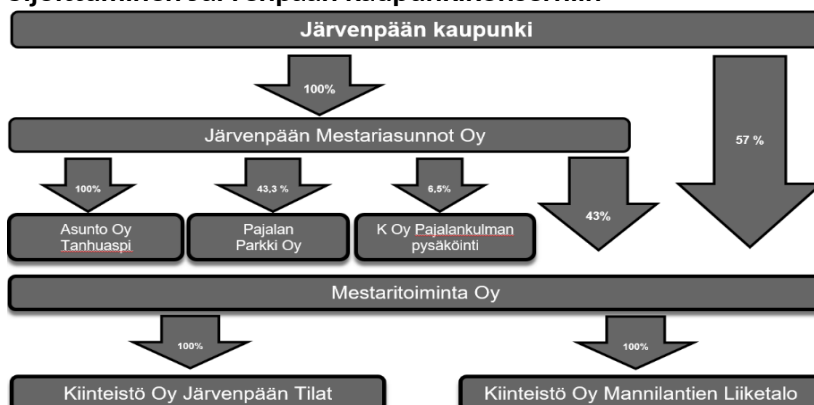 Järvenpään kaupunki
100%
57 %
Järvenpään Mestariasunnot Oy
100%
43,3 %
6,5%
43%
Asunto Oy
Tanhuaspi
Pajalan
Parkki Oy
K Oy Pajalankulman
pysäköinti
Mestaritoiminta Oy
100%
100%
Kiinteistö Oy Järvenpään Tilat
Kiinteistö Oy Mannilantien Liiketalo